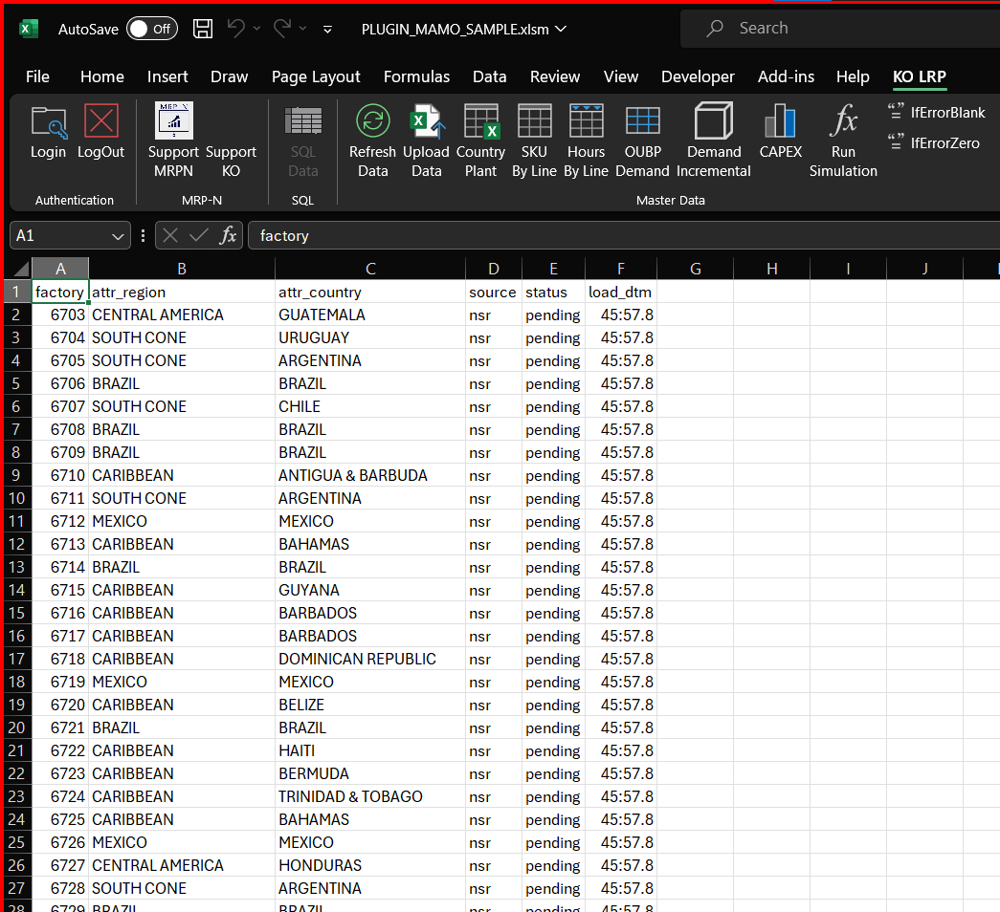 AutoSave Off PLUGIN_MAMO_SAMPLE.xlsm Search
File Home Insert Draw Page Layout Formulas Data Review View Developer Add-ins Help KO LRP
MRP-N
Login LogOut Support MRPN Support KO SQL Data Refresh Data Upload Data Country Plant SKU By Line Hours By Line OUBP Demand Demand Incremental CAPEX fx Run Simulation IfErrorBlank
IfErrorZero
Authentication MRP-N SQL Master Data
A1 fx factory
A B C D E F G H I J
1 factory attr_region attr_country source status load_dtm
2 6703 CENTRAL AMERICA GUATEMALA nsr pending 45:57.8
3 6704 SOUTH CONE URUGUAY nsr pending 45:57.8
4 6705 SOUTH CONE ARGENTINA nsr pending 45:57.8
5 6706 BRAZIL BRAZIL nsr pending 45:57.8
6 6707 SOUTH CONE CHILE nsr pending 45:57.8
7 6708 BRAZIL BRAZIL nsr pending 45:57.8
8 6709 BRAZIL BRAZIL nsr pending 45:57.8
9 6710 CARIBBEAN ANTIGUA & BARBUDA nsr pending 45:57.8
10 6711 SOUTH CONE ARGENTINA nsr pending 45:57.8
11 6712 MEXICO MEXICO nsr pending 45:57.8
12 6713 CARIBBEAN BAHAMAS nsr pending 45:57.8
13 6714 BRAZIL BRAZIL nsr pending 45:57.8
14 6715 CARIBBEAN GUYANA nsr pending 45:57.8
15 6716 CARIBBEAN BARBADOS nsr pending 45:57.8
16 6717 CARIBBEAN BARBADOS nsr pending 45:57.8
17 6718 CARIBBEAN DOMINICAN REPUBLIC nsr pending 45:57.8
18 6719 MEXICO MEXICO nsr pending 45:57.8
19 6720 CARIBBEAN BELIZE nsr pending 45:57.8
20 6721 BRAZIL BRAZIL nsr pending 45:57.8
21 6722 CARIBBEAN HAITI nsr pending 45:57.8
22 6723 CARIBBEAN BERMUDA nsr pending 45:57.8
23 6724 CARIBBEAN TRINIDAD & TOBAGO nsr pending 45:57.8
24 6725 CARIBBEAN BAHAMAS nsr pending 45:57.8
25 6726 MEXICO MEXICO nsr pending 45:57.8
26 6727 CENTRAL AMERICA HONDURAS nsr pending 45:57.8
27 6728 SOUTH CONE ARGENTINA nsr pending 45:57.8
28 6729 BRAZIL BRAZIL nsr pending 45:57.8